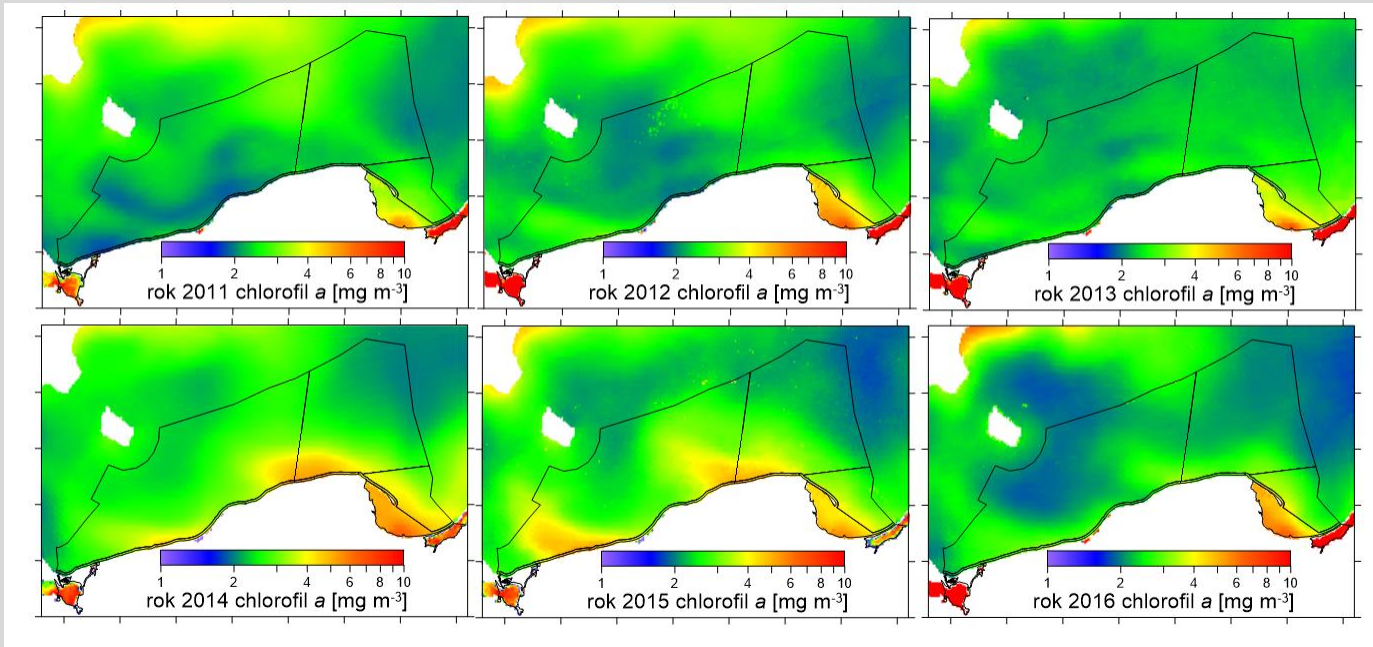 1 2 4 6 8 10
rok 2011 chlorofil a [mg m-3]
1 2 4 6 8 10
rok 2012 chlorofil a [mg m-3]
1 2 4 6 8 10
rok 2013 chlorofil a [mg m-3]
1 2 4 6 8 10
rok 2014 chlorofil a [mg m-3]
1 2 4 6 8 10
rok 2015 chlorofil a [mg m-3]
1 2 4 6 8 10
rok 2016 chlorofil a [mg m-3]